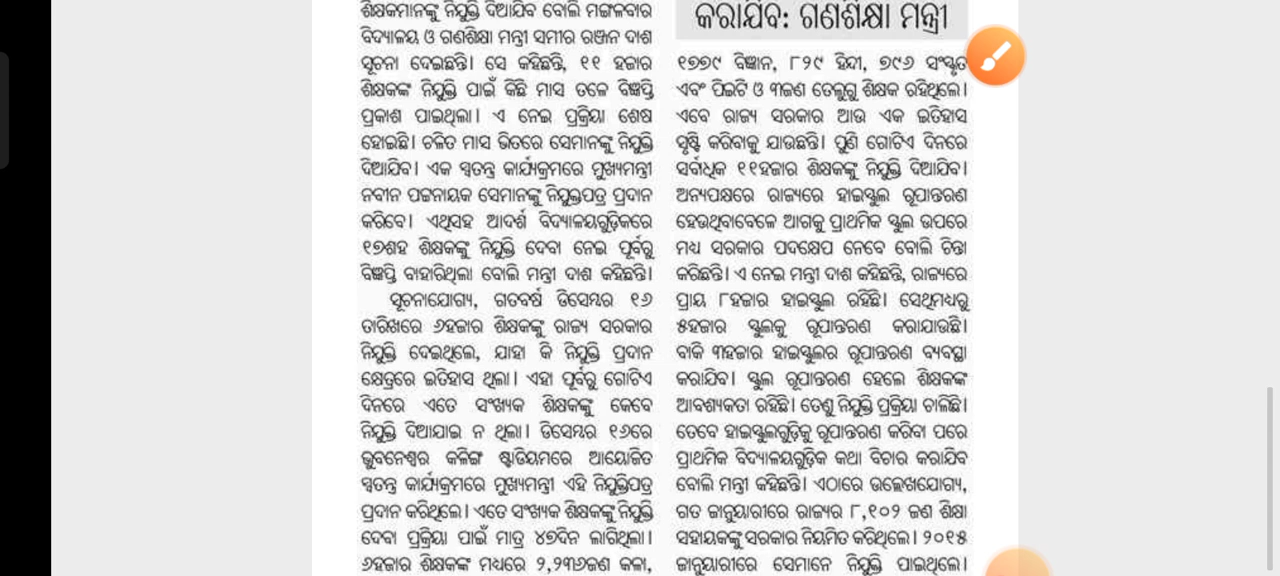 ଶିକ୍ଷକମାନଙ୍କୁ ନିଯୁକ୍ତି ଦିଆଯିବ ବୋଲି ମଙ୍ଗଳବାର
ବିଦ୍ୟାଳୟ ଓ ଗଣଶିକ୍ଷା ମନ୍ତ୍ରୀ ସମୀର ରଞ୍ଜନ ଦାଶ
ସୂଚନା ଦେଇଛନ୍ତି। ସେ କହିଛନ୍ତି, ୧୧ ହଜାର
ଶିକ୍ଷକଙ୍କ ନିଯୁକ୍ତି ପାଇଁ କିଛି ମାସ ତଳେ ବିଜ୍ଞପ୍ତି
ପ୍ରକାଶ ପାଇଥିଲା। ଏ ନେଇ ପ୍ରକ୍ରିୟା ଶେଷ
ହୋଇଛି। ଚଳିତ ମାସ ଭିତରେ ସେମାନଙ୍କୁ ନିଯୁକ୍ତି
ଦିଆଯିବ। ଏକ ସ୍ୱତନ୍ତ୍ର କାର୍ଯ୍ୟକ୍ରମରେ ମୁଖ୍ୟମନ୍ତ୍ରୀ
ନବୀନ ପଟ୍ଟନାୟକ ସେମାନଙ୍କୁ ନିଯୁକ୍ତପତ୍ର ପ୍ରଦାନ
କରିବେ। ଏଥିସହ ଆଦର୍ଶ ବିଦ୍ୟାଳୟଗୁଡ଼ିକରେ
୧୭ଶହ ଶିକ୍ଷକଙ୍କୁ ନିଯୁକ୍ତି ଦେବା ନେଇ ପୂର୍ବରୁ
ବିଜ୍ଞପ୍ତି ବାହାରିଥିଲା ବୋଲି ମନ୍ତ୍ରୀ ଦାଶ କହିଛନ୍ତି।
ସୂଚନାଯୋଗ୍ୟ, ଗତବର୍ଷ ଡିସେମ୍ବର ୧୬
ତାରିଖରେ ୬ହଜାର ଶିକ୍ଷକଙ୍କୁ ରାଜ୍ୟ ସରକାର
ନିଯୁକ୍ତି ଦେଇଥିଲେ, ଯାହା କି ନିଯୁକ୍ତି ପ୍ରଦାନ
କ୍ଷେତ୍ରରେ ଇତିହାସ ଥିଲା। ଏହା ପୂର୍ବରୁ ଗୋଟିଏ
ଦିନରେ ଏତେ ସଂଖ୍ୟକ ଶିକ୍ଷକଙ୍କୁ କେବେ
ନିଯୁକ୍ତି ଦିଆଯାଇ ନ ଥିଲା। ଡିସେମ୍ବର ୧୬ରେ
ଭୁବନେଶ୍ୱର କଳିଙ୍ଗ ଷ୍ଟାଡିୟମରେ ଆୟୋଜିତ
ସ୍ୱତନ୍ତ୍ର କାର୍ଯ୍ୟକ୍ରମରେ ମୁଖ୍ୟମନ୍ତ୍ରୀ ଏହି ନିଯୁକ୍ତିପତ୍ର
ପ୍ରଦାନ କରିଥିଲେ। ଏତେ ସଂଖ୍ୟକ ଶିକ୍ଷକଙ୍କୁ ନିଯୁକ୍ତି
ଦେବା ପ୍ରକ୍ରିୟା ପାଇଁ ମାତ୍ର ୪୭ଦିନ ଲାଗିଥିଲା।
୬ହଜାର ଶିକ୍ଷକଙ୍କ ମଧ୍ୟରେ ୨,୨୩୬ଜଣ କଳା,
କରାଯିବ: ଗଣଶିକ୍ଷା ମନ୍ତ୍ରୀ
୧୭୭୯ ବିଜ୍ଞାନ, ୮୨୯ ହିନ୍ଦୀ, ୭୯୬ ସଂସ୍କୃତ
ଏବଂ ପିଇଟି ଓ ୩ଜଣ ତେଲୁଗୁ ଶିକ୍ଷକ ରହିଥିଲେ।
ଏବେ ରାଜ୍ୟ ସରକାର ଆଉ ଏକ ଇତିହାସ
ସୃଷ୍ଟି କରିବାକୁ ଯାଉଛନ୍ତି। ପୁଣି ଗୋଟିଏ ଦିନରେ
ସର୍ବାଧିକ ୧୧ହଜାର ଶିକ୍ଷକଙ୍କୁ ନିଯୁକ୍ତି ଦିଆଯିବ।
ଅନ୍ୟପକ୍ଷରେ ରାଜ୍ୟରେ ହାଇସ୍କୁଲ ରୂପାନ୍ତରଣ
ହେଉଥିବାବେଳେ ଆଗକୁ ପ୍ରାଥମିକ ସ୍କୁଲ ଉପରେ
ମଧ୍ୟ ସରକାର ପଦକ୍ଷେପ ନେବେ ବୋଲି ଚିନ୍ତା
କରିଛନ୍ତି। ଏ ନେଇ ମନ୍ତ୍ରୀ ଦାଶ କହିଛନ୍ତି, ରାଜ୍ୟରେ
ପ୍ରାୟ ୮ହଜାର ହାଇସ୍କୁଲ ରହିଛି। ସେଥିମଧ୍ୟରୁ
୫ହଜାର ସ୍କୁଲକୁ ରୂପାନ୍ତରଣ କରାଯାଉଛି।
ବାକି ୩ହଜାର ହାଇସ୍କୁଲର ରୂପାନ୍ତରଣ ବ୍ୟବସ୍ଥା
କରାଯିବ। ସ୍କୁଲ ରୂପାନ୍ତରଣ ହେଲେ ଶିକ୍ଷକଙ୍କ
ଆବଶ୍ୟକତା ରହିଛି। ତେଣୁ ନିଯୁକ୍ତି ପ୍ରକ୍ରିୟା ଚାଲିଛି।
ତେବେ ହାଇସ୍କୁଲଗୁଡ଼ିକୁ ରୂପାନ୍ତରଣ କରିବା ପରେ
ପ୍ରାଥମିକ ବିଦ୍ୟାଳୟଗୁଡ଼ିକ କଥା ବିଚାର କରାଯିବ
ବୋଲି ମନ୍ତ୍ରୀ କହିଛନ୍ତି। ଏଠାରେ ଉଲ୍ଲେଖଯୋଗ୍ୟ,
ଗତ ଜାନୁୟାରୀରେ ରାଜ୍ୟର ୮,୧୦୨ ଜଣ ଶିକ୍ଷା
ସହାୟକଙ୍କୁ ସରକାର ନିୟମିତ କରିଥିଲେ। ୨୦୧୫
ଜାନୁୟାରୀରେ ସେମାନେ ନିଯୁକ୍ତି ପାଇଥିଲେ।